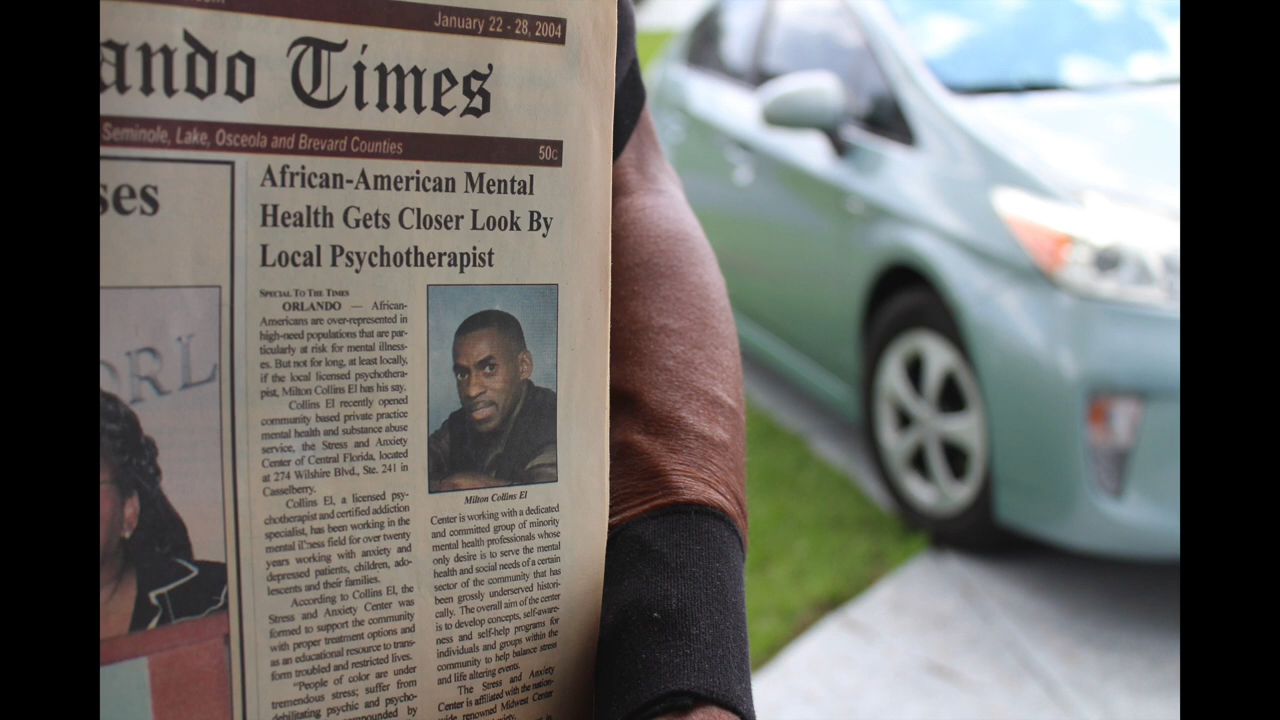 January 22 - 28, 2004
ando Times
Seminole, Lake, Osceola and Brevard Counties
50c
ses
ORL
African-American Mental
Health Gets Closer Look By
Local Psychotherapist
SPECIAL TO THE TIMES
ORLANDO — African-
Americans are over-represented in
high-need populations that are par-
ticularly at risk for mental illness-
es. But not for long, at least locally,
if the local licensed psychothera-
pist, Milton Collins El has his say.
Collins El recently opened
community based private practice
mental health and substance abuse
service, the Stress and Anxiety
Center of Central Florida, located
at 274 Wilshire Blvd., Ste. 241 in
Casselberry.
Collins El, a licensed psy-
chotherapist and certified addiction
specialist, has been working in the
mental illness field for over twenty
years working with anxiety and
depressed patients, children, ado-
lescents and their families.
According to Collins El, the
Stress and Anxiety Center was
formed to support the community
with proper treatment options and
as an educational resource to trans-
form troubled and restricted lives.
"People of color are under
tremendous stress; suffer from
debilitating psychic and psycho-
compounded by
Milton Collins El
Center is working with a dedicated
and committed group of minority
mental health professionals whose
only desire is to serve the mental
health and social needs of a certain
sector of the community that has
been grossly underserved histori-
cally. The overall aim of the center
is to develop concepts, self-aware-
ness and self-help programs for
individuals and groups within the
community to help balance stress
and life altering events.
The Stress and Anxiety
Center is affiliated with the nation-
wide renowned Midwest Center